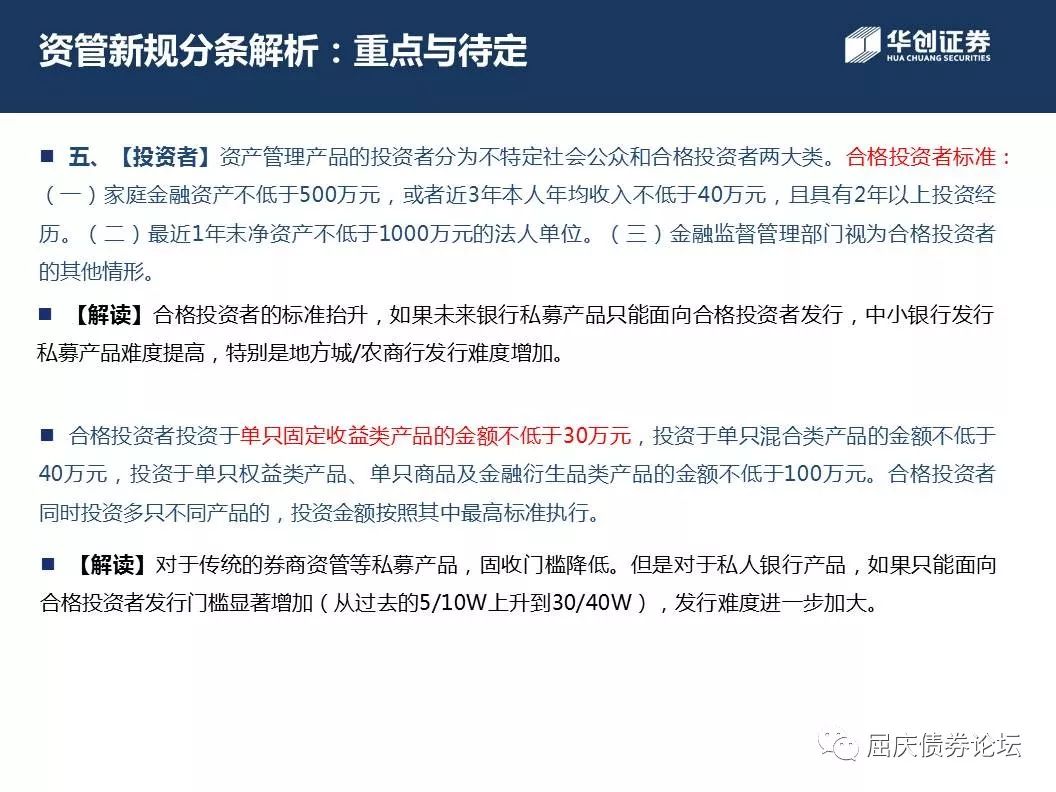 资管新规分条解析：重点与待定
华创证券
HUA CHUANG SECURITIES
■ 五、【投资者】资产管理产品的投资者分为不特定社会公众和合格投资者两大类。合格投资者标准：
（一）家庭金融资产不低于500万元，或者近3年本人年均收入不低于40万元，且具有2年以上投资经
历。（二）最近1年末净资产不低于1000万元的法人单位。（三）金融监督管理部门视为合格投资者
的其他情形。
■ 【解读】合格投资者的标准抬升，如果未来银行私募产品只能面向合格投资者发行，中小银行发行
私募产品难度提高，特别是地方城/农商行发行难度增加。
■ 合格投资者投资于单只固定收益类产品的金额不低于30万元，投资于单只混合类产品的金额不低于
40万元，投资于单只权益类产品、单只商品及金融衍生品类产品的金额不低于100万元。合格投资者
同时投资多只不同产品的，投资金额按照其中最高标准执行。
■ 【解读】对于传统的券商资管等私募产品，固收门槛降低。但是对于私人银行产品，如果只能面向
合格投资者发行门槛显著增加（从过去的5/10W上升到30/40W），发行难度进一步加大。
屈庆债券论坛